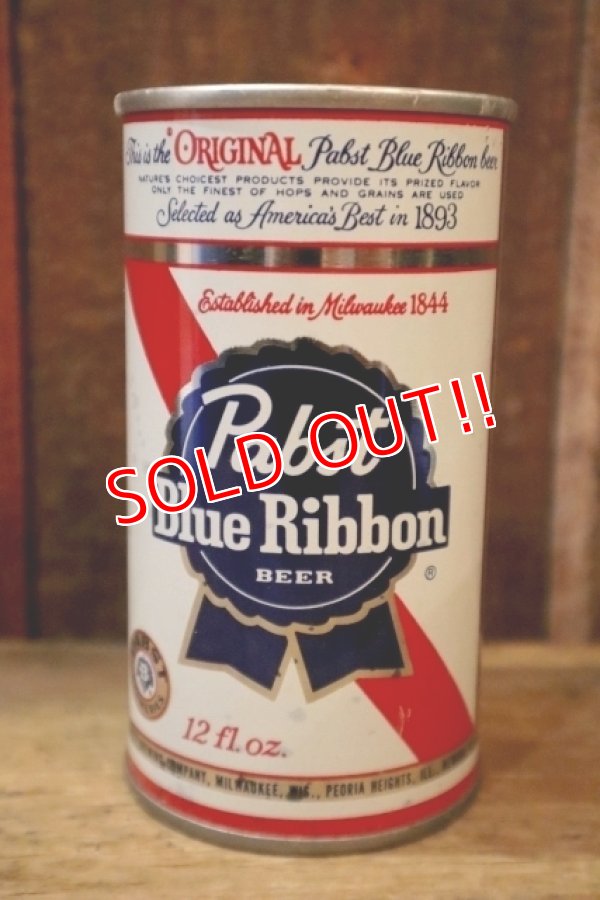 This is the ORIGINAL Pabst Blue Ribbon beer
NATURE'S CHOICEST PRODUCTS PROVIDE ITS PRIZED FLAVOR
ONLY THE FINEST OF HOPS AND GRAINS ARE USED
Selected as America's Best in 1893
Established in Milwaukee 1844
Pabst
SOLD OUT!!
Blue Ribbon
BEER
®
12 fl. oz.
COMPANY, MILWAUKEE, WIS., PEORIA HEIGHTS, ILL.,